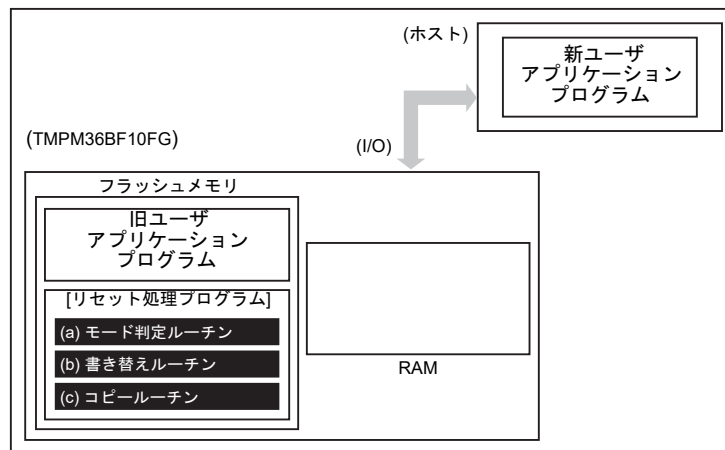 (ホスト)
新ユーザ
アプリケーション
プログラム
(TMPM36BF10FG)
(I/O)
フラッシュメモリ
旧ユーザ
アプリケーション
プログラム
[リセット処理プログラム]
(a) モード判定ルーチン
(b) 書き替えルーチン
(c) コピールーチン
RAM